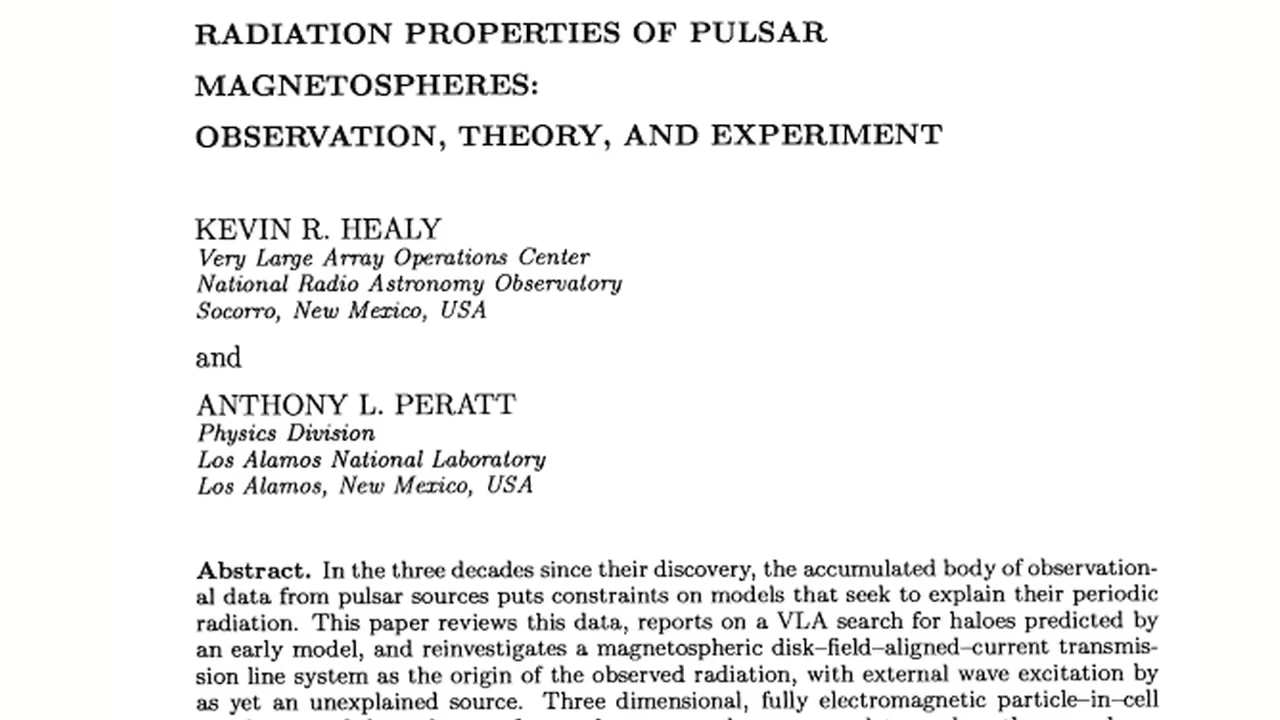 RADIATION PROPERTIES OF PULSAR
MAGNETOSPHERES:
OBSERVATION, THEORY, AND EXPERIMENT
KEVIN R. HEALY
Very Large Array Operations Center
National Radio Astronomy Observatory
Socorro, New Mexico, USA
and
ANTHONY L. PERATT
Physics Division
Los Alamos National Laboratory
Los Alamos, New Mexico, USA
Abstract. In the three decades since their discovery, the accumulated body of observation-
al data from pulsar sources puts constraints on models that seek to explain their periodic
radiation. This paper reviews this data, reports on a VLA search for haloes predicted by
an early model, and reinvestigates a magnetospheric disk–field–aligned–current transmis-
sion line system as the origin of the observed radiation, with external wave excitation by
as yet an unexplained source. Three dimensional, fully electromagnetic particle–in–cell